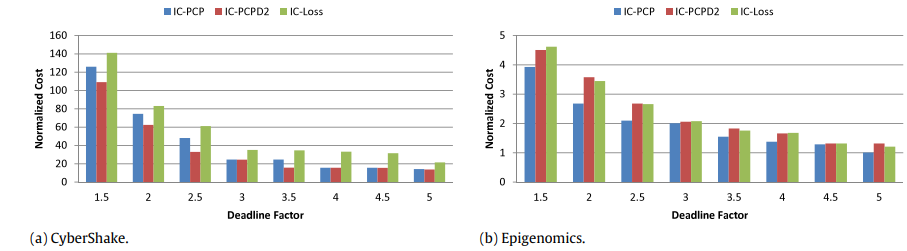 IC-PCP IC-PCPD2 IC-Loss
160
140
120
100
80
60
40
20
0
Normalized Cost
1.5 2 2.5 3 3.5 4 4.5 5
Deadline Factor
(a) CyberShake.
IC-PCP IC-PCPD2 IC-Loss
5
4
3
2
1
0
Normalized Cost
1.5 2 2.5 3 3.5 4 4.5 5
Deadline Factor
(b) Epigenomics.